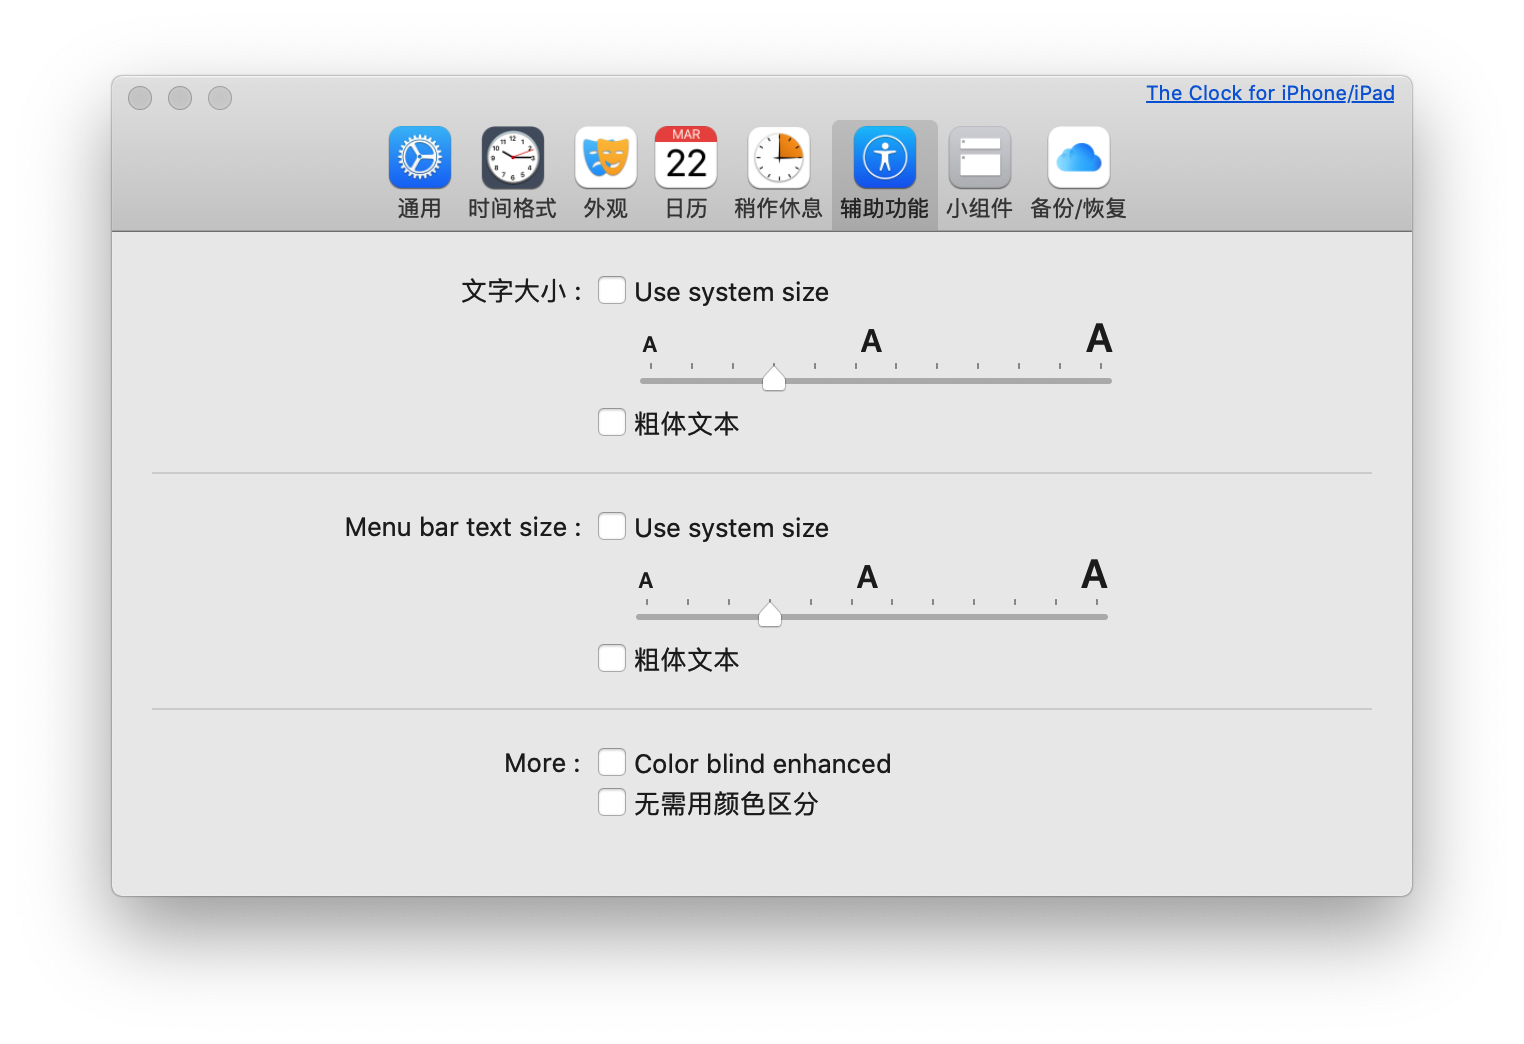 The Clock for iPhone/iPad
MAR
22
通用
时间格式
外观
日历
稍作休息
辅助功能
小组件
备份/恢复
文字大小 :
Use system size
A A A
粗体文本
Menu bar text size :
Use system size
A A A
粗体文本
More :
Color blind enhanced
无需用颜色区分